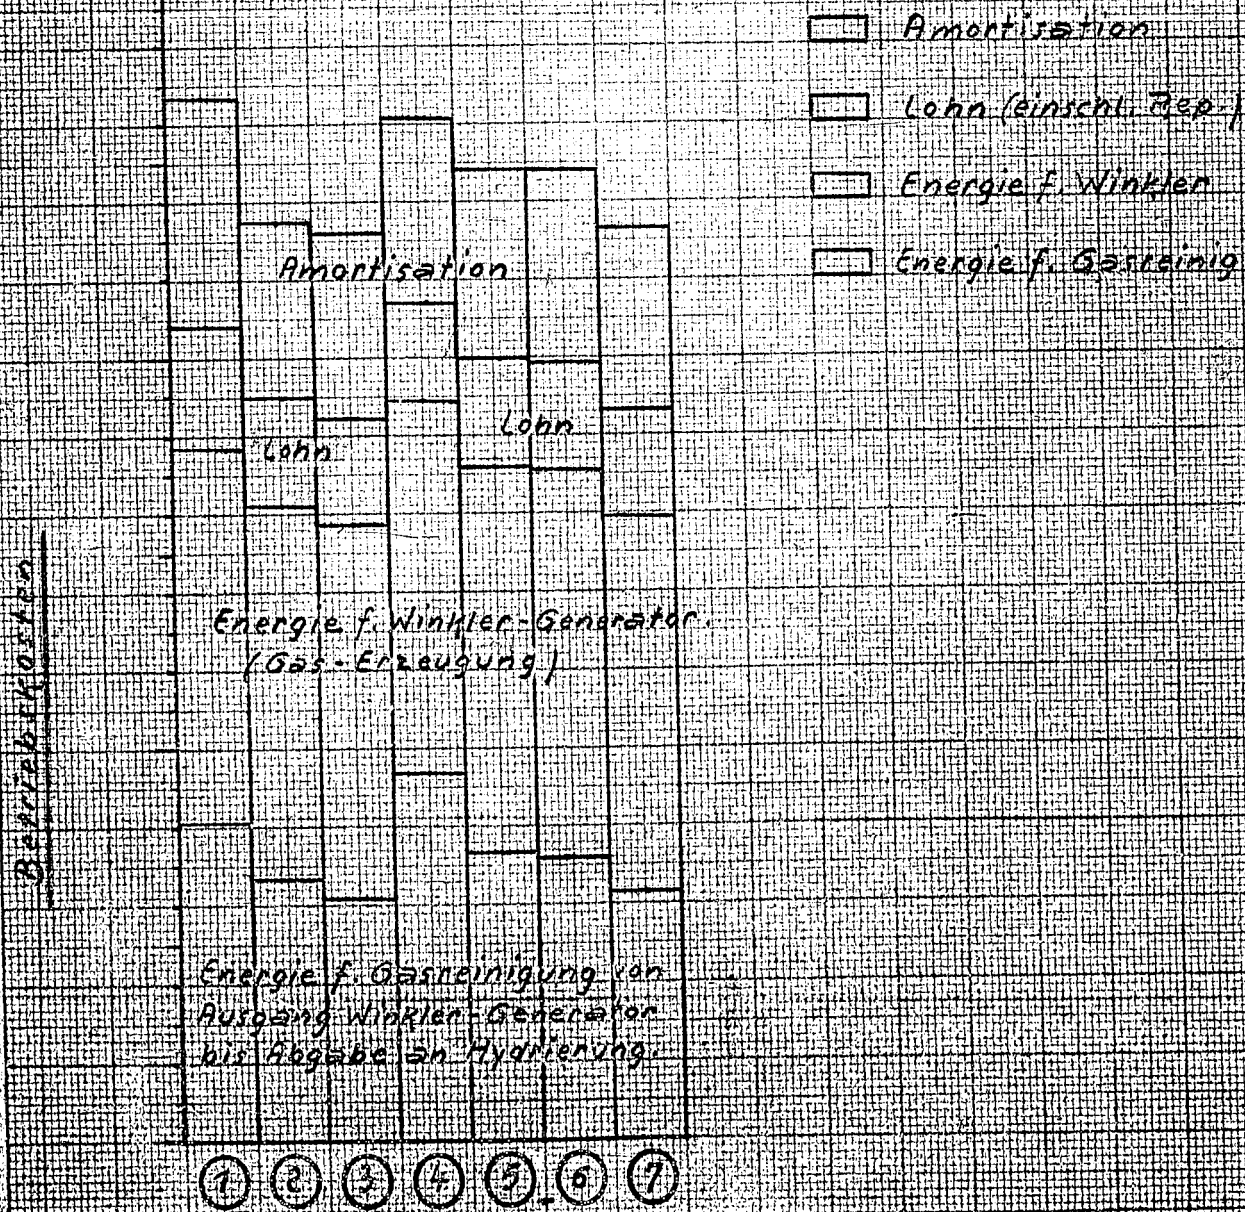 Amortisation
Lohn (einschl. Rep.)
Energie f. Winkler
Energie f. Gasreinig
Amortisation
Lohn
Lohn
Energie f. Winkler-Generator.
(Gas-Erzeugung)
Betriebskosten
Energie f. Gasreinigung von
Ausgang Winkler-Generator
bis Abgabe an Hydrierung.
1 2 3 4 5 6 7